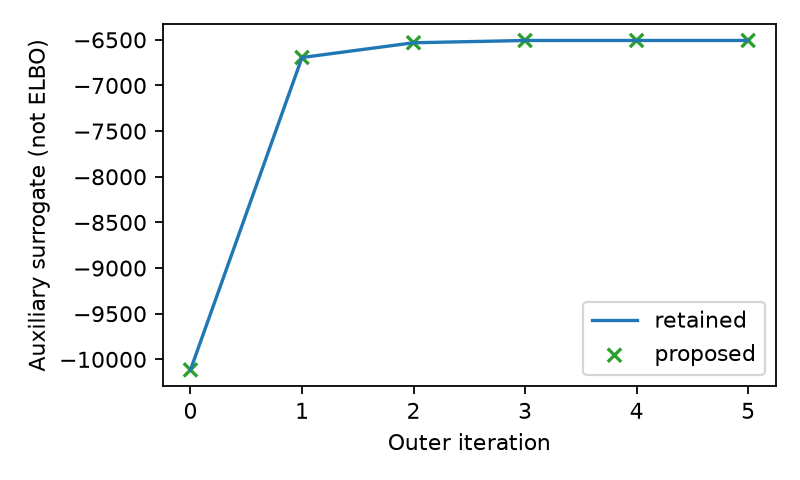 Auxiliary surrogate (not ELBO)
−6500
−7000
−7500
−8000
−8500
−9000
−9500
−10000
retained
proposed
0 1 2 3 4 5
Outer iteration